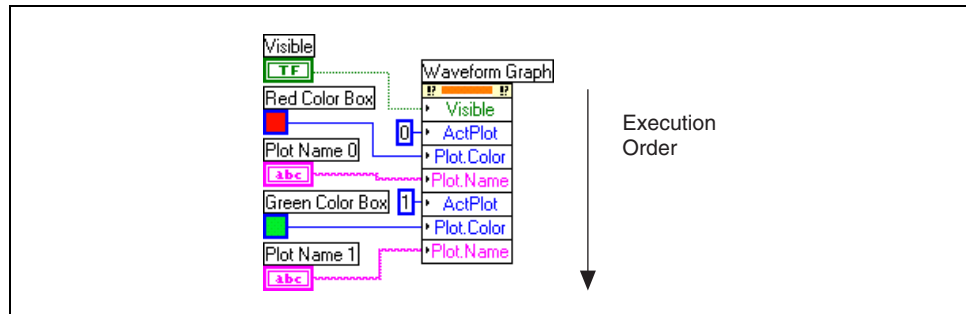 Visible
TF
Waveform Graph
!? !?
Red Color Box
Visible
0
ActPlot
Plot Name 0
Plot.Color
abc
Plot.Name
Green Color Box
1
ActPlot
Plot.Color
Plot Name 1
Plot.Name
abc
Execution
Order